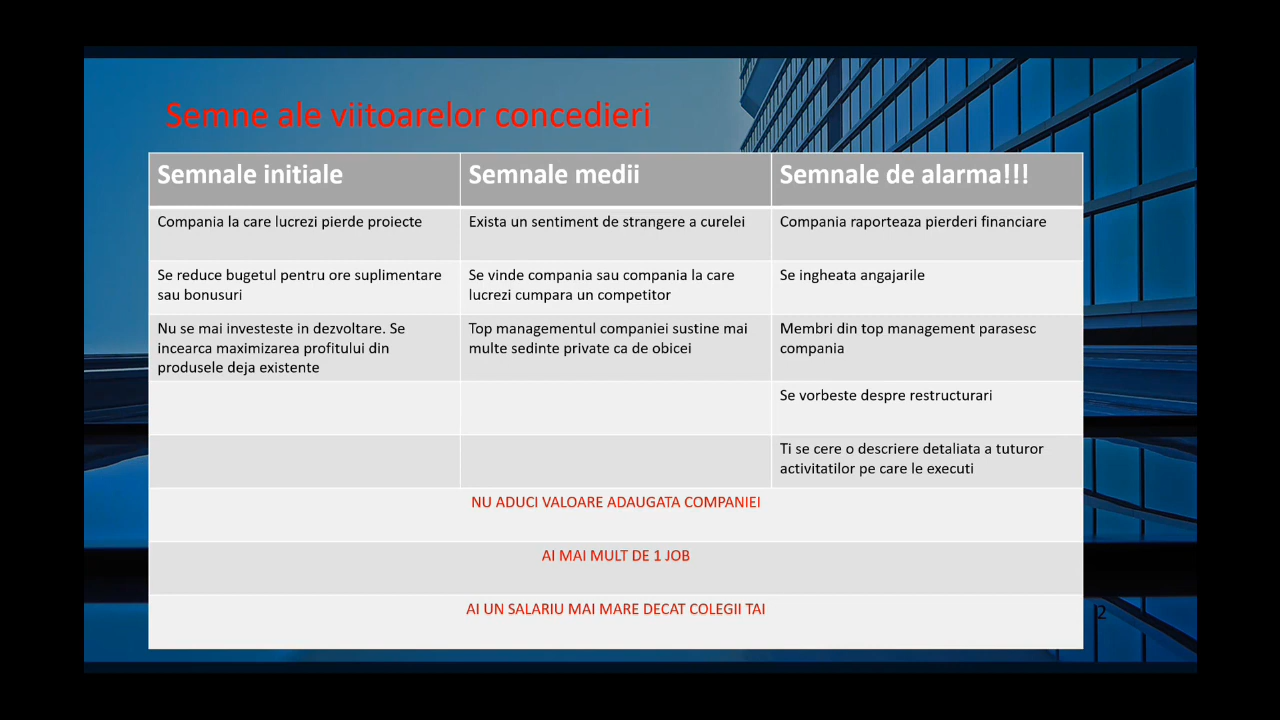 Semne ale viitoarelor concedieri
Semnale initiale
Semnale medii
Semnale de alarma!!!
Compania la care lucrezi pierde proiecte
Exista un sentiment de strangere a curelei
Compania raporteaza pierderi financiare
Se reduce bugetul pentru ore suplimentare
sau bonusuri
Se vinde compania sau compania la care
lucrezi cumpara un competitor
Se ingheata angajarile
Nu se mai investeste in dezvoltare. Se
incearca maximizarea profitului din
produsele deja existente
Top managementul companiei sustine mai
multe sedinte private ca de obicei
Membri din top management parasesc
compania
Se vorbeste despre restructurari
Ti se cere o descriere detaliata a tuturor
activitatilor pe care le executi
NU ADUCI VALOARE ADAUGATA COMPANIEI
AI MAI MULT DE 1 JOB
AI UN SALARIU MAI MARE DECAT COLEGII TAI
2